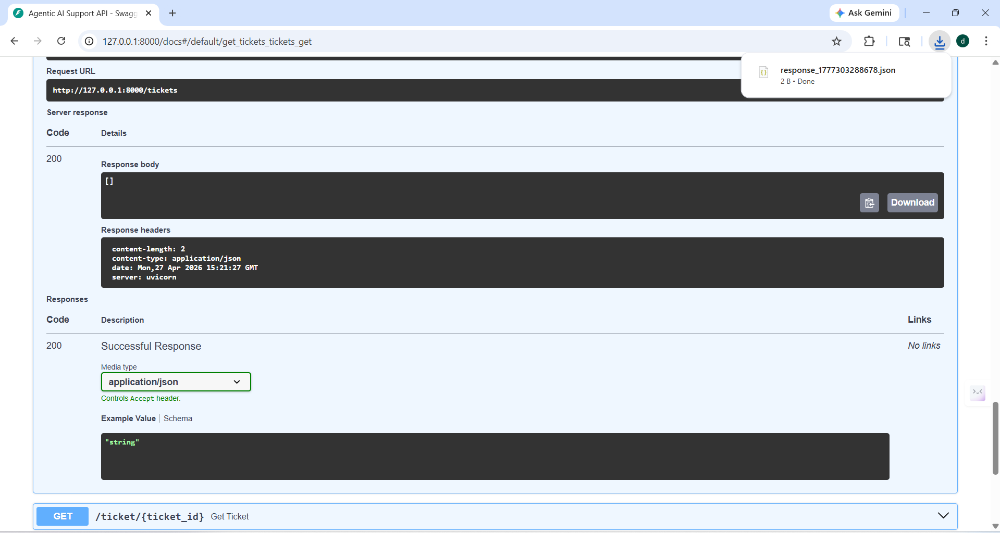 Agentic AI Support API - Swagg
Ask Gemini
127.0.0.1:8000/docs#/default/get_tickets_tickets_get
d
response_1777303288678.json
2 B • Done
Request URL
http://127.0.0.1:8000/tickets
Server response
Code Details
200
Response body
[]
Download
Response headers
content-length: 2
content-type: application/json
date: Mon,27 Apr 2026 15:21:27 GMT
server: uvicorn
Responses
Code Description Links
200 Successful Response No links
Media type
application/json
Controls Accept header.
Example Value Schema
"string"
GET /ticket/{ticket_id} Get Ticket